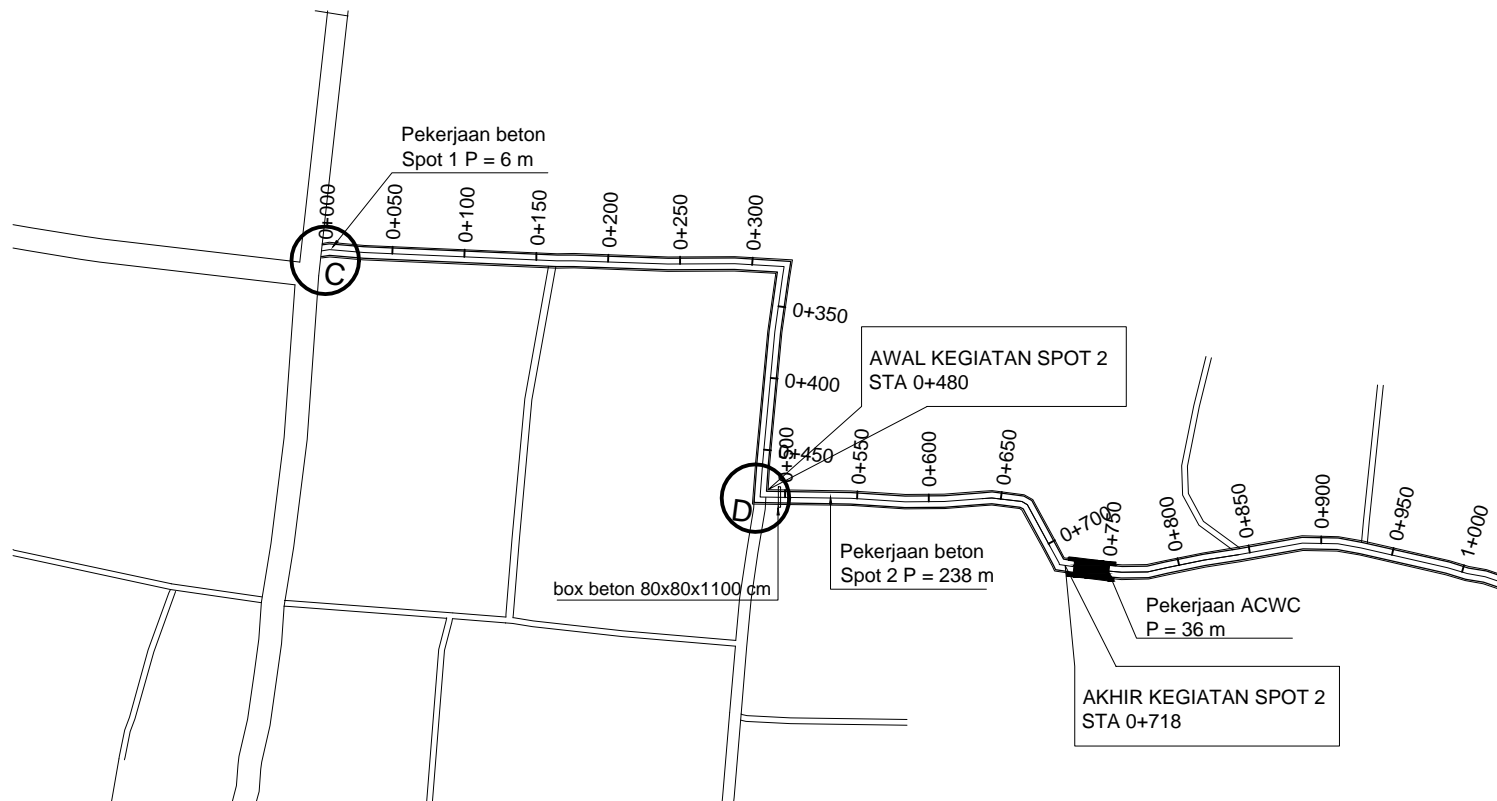 Pekerjaan beton
Spot 1 P = 6 m
0+000
0+050
0+100
0+150
0+200
0+250
0+300
C
0+350
0+400
0+450
AWAL KEGIATAN SPOT 2
STA 0+480
0+500
0+550
0+600
0+650
D
0+700
0+750
0+800
0+850
0+900
0+950
1+000
Pekerjaan beton
Spot 2 P = 238 m
box beton 80x80x1100 cm
Pekerjaan ACWC
P = 36 m
AKHIR KEGIATAN SPOT 2
STA 0+718